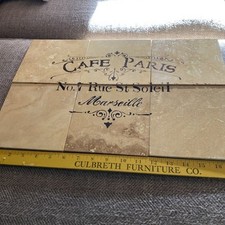 CAFE PARIS
No.7 Rue St Soleil
Marseille
CULBRETH FURNITURE CO.